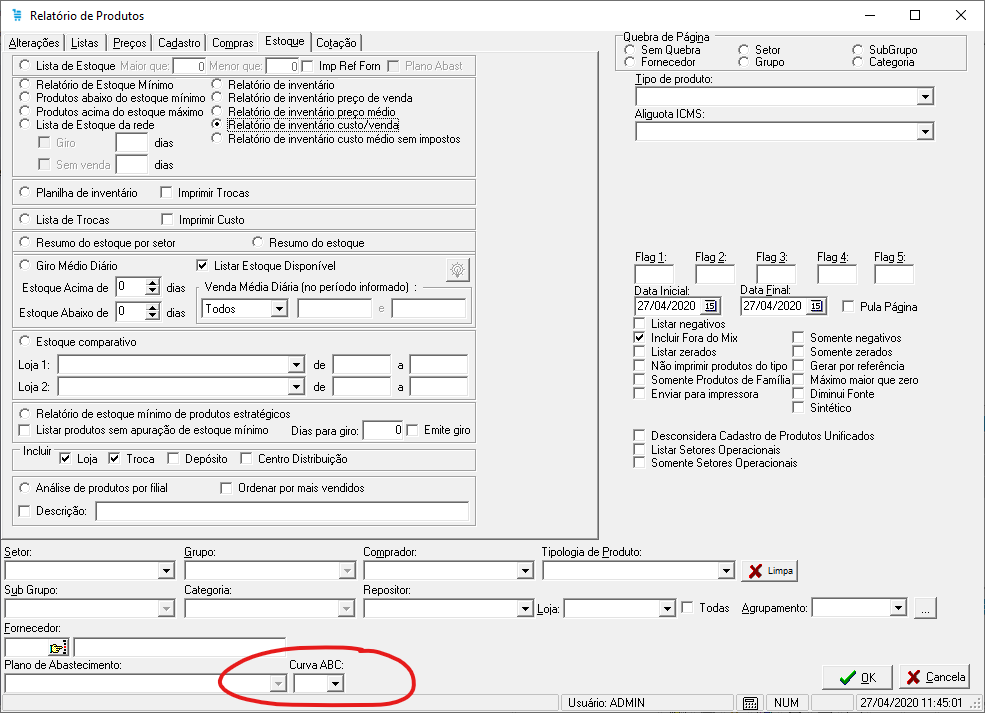 Relatório de Produtos
Alterações Listas Preços Cadastro Compras Estoque Cotação
Lista de Estoque Maior que: 0 Menor que: 0 Imp Ref Forn Plano Abast
Relatório de Estoque Mínimo
Produtos abaixo do estoque mínimo
Produtos acima do estoque máximo
Lista de Estoque da rede
Giro dias
Sem venda dias
Relatório de inventário
Relatório de inventário preço de venda
Relatório de inventário preço médio
Relatório de inventário custo/venda
Relatório de inventário custo médio sem impostos
Planilha de inventário Imprimir Trocas
Lista de Trocas Imprimir Custo
Resumo do estoque por setor Resumo do estoque
Giro Médio Diário Listar Estoque Disponível
Estoque Acima de 0 dias
Estoque Abaixo de 0 dias
Venda Média Diária (no período informado) :
Todos e
Estoque comparativo
Loja 1: de a
Loja 2: de a
Relatório de estoque mínimo de produtos estratégicos
Listar produtos sem apuração de estoque mínimo Dias para giro: 0 Emite giro
Incluir
Loja Troca Depósito Centro Distribuição
Análise de produtos por filial Ordenar por mais vendidos
Descrição:
Quebra de Página
Sem Quebra Setor SubGrupo
Fornecedor Grupo Categoria
Tipo de produto:
Alíguota ICMS:
Flag 1: Flag 2: Flag 3: Flag 4: Flag 5:
Data Inicial: Data Final:
27/04/2020 15 27/04/2020 15 Pula Página
Listar negativos
Incluir Fora do Mix
Listar zerados
Não imprimir produtos do tipo
Somente Produtos de Família
Enviar para impressora
Somente negativos
Somente zerados
Gerar por referência
Máximo maior que zero
Diminui Fonte
Sintético
Desconsidera Cadastro de Produtos Unificados
Listar Setores Operacionais
Somente Setores Operacionais
Setor: Grupo: Comprador: Tipologia de Produto:
Limpa
Sub Grupo: Categoria: Repositor:
Loja: Todas Agrupamento: ...
Fornecedor:
Plano de Abastecimento: Curva ABC:
OK Cancela
Usuário: ADMIN NUM 27/04/2020 11:45:01